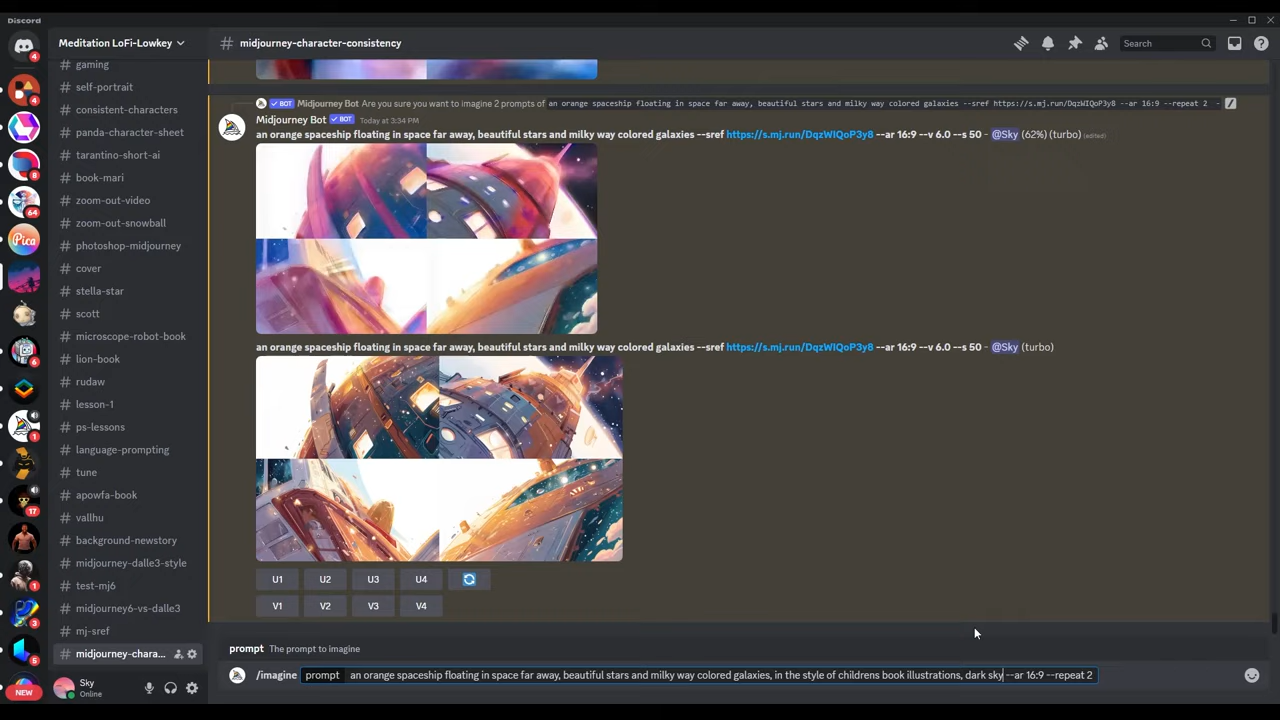 Discord
Meditation LoFi-Lowkey
# midjourney-character-consistency
Search
4
4
8
64
Pica
6
1
17
1
3
5
NEW
# gaming
# self-portrait
# consistent-characters
# panda-character-sheet
# tarantino-short-ai
# book-mari
# zoom-out-video
# zoom-out-snowball
# photoshop-midjourney
# cover
# stella-star
# scott
# microscope-robot-book
# lion-book
# rudaw
# lesson-1
# ps-lessons
# language-prompting
# tune
# apowfa-book
# vallhu
# background-newstory
# midjourney-dalle3-style
# test-mj6
# midjourney6-vs-dalle3
# mj-sref
# midjourney-chara...
Sky
Online
BOT Midjourney Bot Are you sure you want to imagine 2 prompts of an orange spaceship floating in space far away, beautiful stars and milky way colored galaxies --sref https://s.mj.run/DqzWIQoP3y8 --ar 16:9 --repeat 2 -
Midjourney Bot BOT Today at 3:34 PM
an orange spaceship floating in space far away, beautiful stars and milky way colored galaxies --sref https://s.mj.run/DqzWIQoP3y8 --ar 16:9 --v 6.0 --s 50 - @Sky (62%) (turbo) (edited)
an orange spaceship floating in space far away, beautiful stars and milky way colored galaxies --sref https://s.mj.run/DqzWIQoP3y8 --ar 16:9 --v 6.0 --s 50 - @Sky (turbo)
U1 U2 U3 U4
V1 V2 V3 V4
prompt The prompt to imagine
/imagine prompt an orange spaceship floating in space far away, beautiful stars and milky way colored galaxies, in the style of childrens book illustrations, dark sky --ar 16:9 --repeat 2